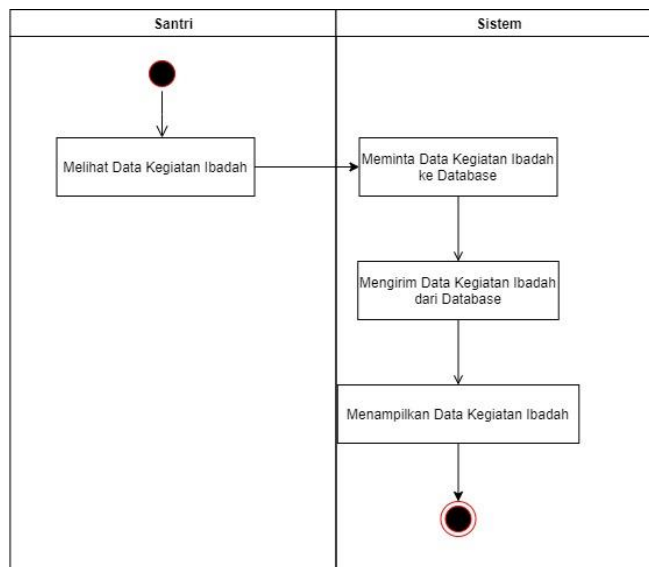 Santri
Sistem
Melihat Data Kegiatan Ibadah
Meminta Data Kegiatan Ibadah
ke Database
Mengirim Data Kegiatan Ibadah
dari Database
Menampilkan Data Kegiatan Ibadah